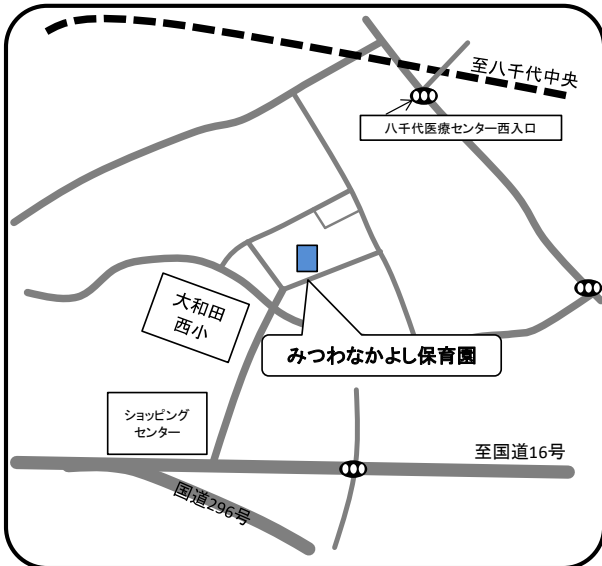 至八千代中央
八千代医療センター西入口
大和田
西小
みつわなかよし保育園
ショッピング
センター
至国道16号
国道296号